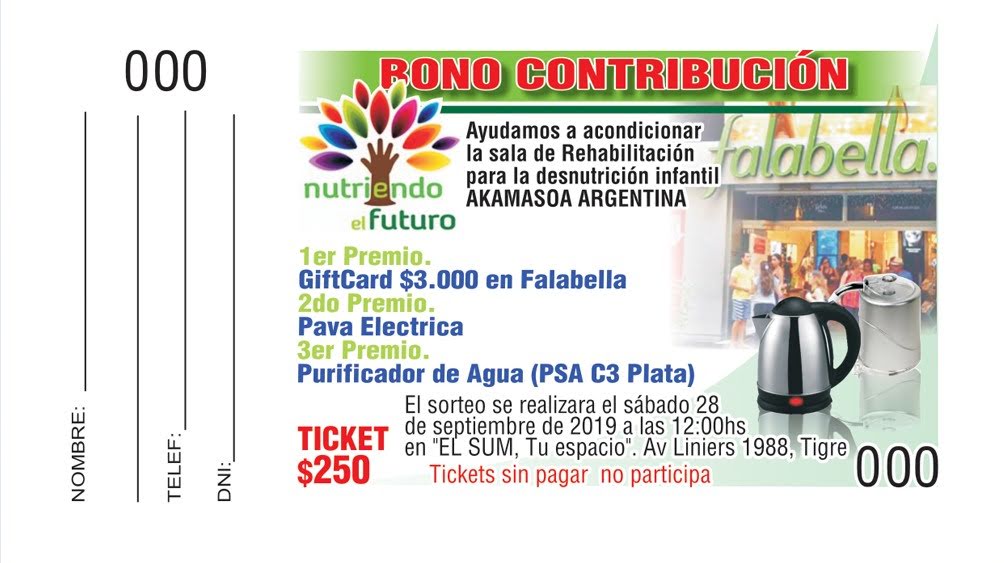 000
NOMBRE:
TELEF:
DNI:
BONO CONTRIBUCIÓN
nutriendo
el futuro
Ayudamos a acondicionar
la sala de Rehabilitación
para la desnutrición infantil
AKAMASOA ARGENTINA
falabella.
1er Premio.
GiftCard $3.000 en Falabella
2do Premio.
Pava Electrica
3er Premio.
Purificador de Agua (PSA C3 Plata)
El sorteo se realizara el sábado 28
de septiembre de 2019 a las 12:00hs
en "EL SUM, Tu espacio". Av Liniers 1988, Tigre
TICKET
$250
Tickets sin pagar no participa
000